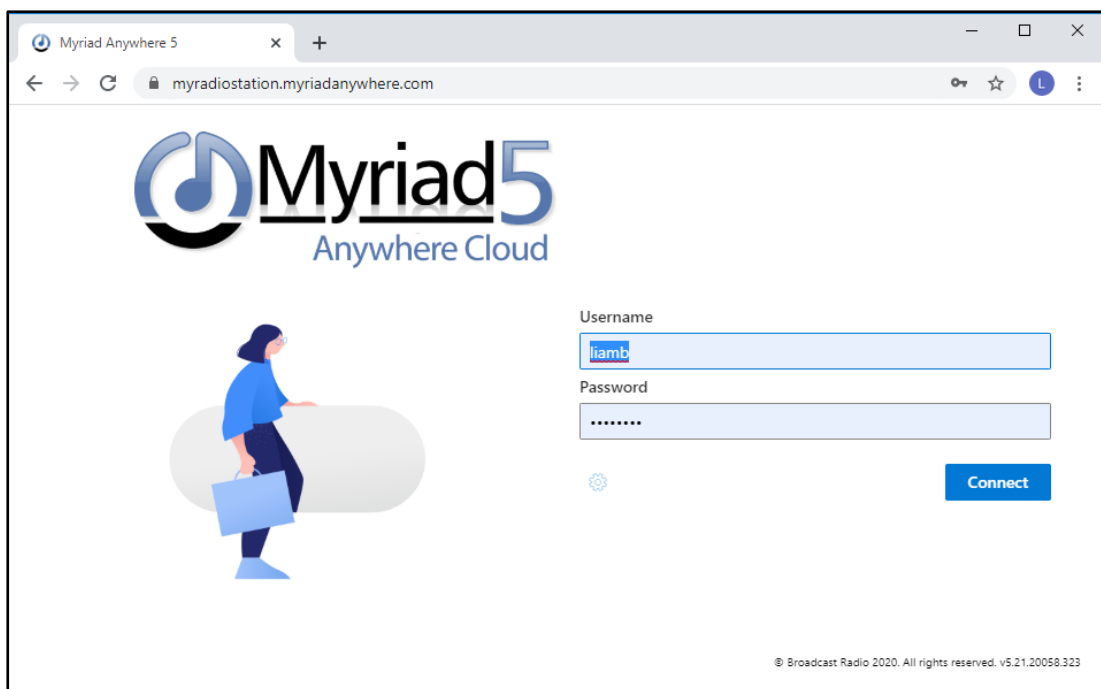 Myriad Anywhere 5
myradiostation.myriadanywhere.com
L
Myriad5
Anywhere Cloud
Username
liamb
Password
••••••••
Connect
© Broadcast Radio 2020. All rights reserved. v5.21.20058.323